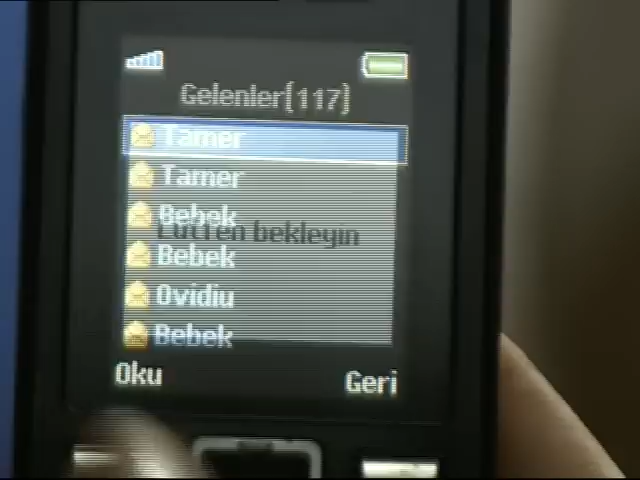 Gelenler(117)
Tamer
Tamer
Bebek
Lütfen bekleyin
Bebek
Ovidiu
Bebek
Oku
Geri